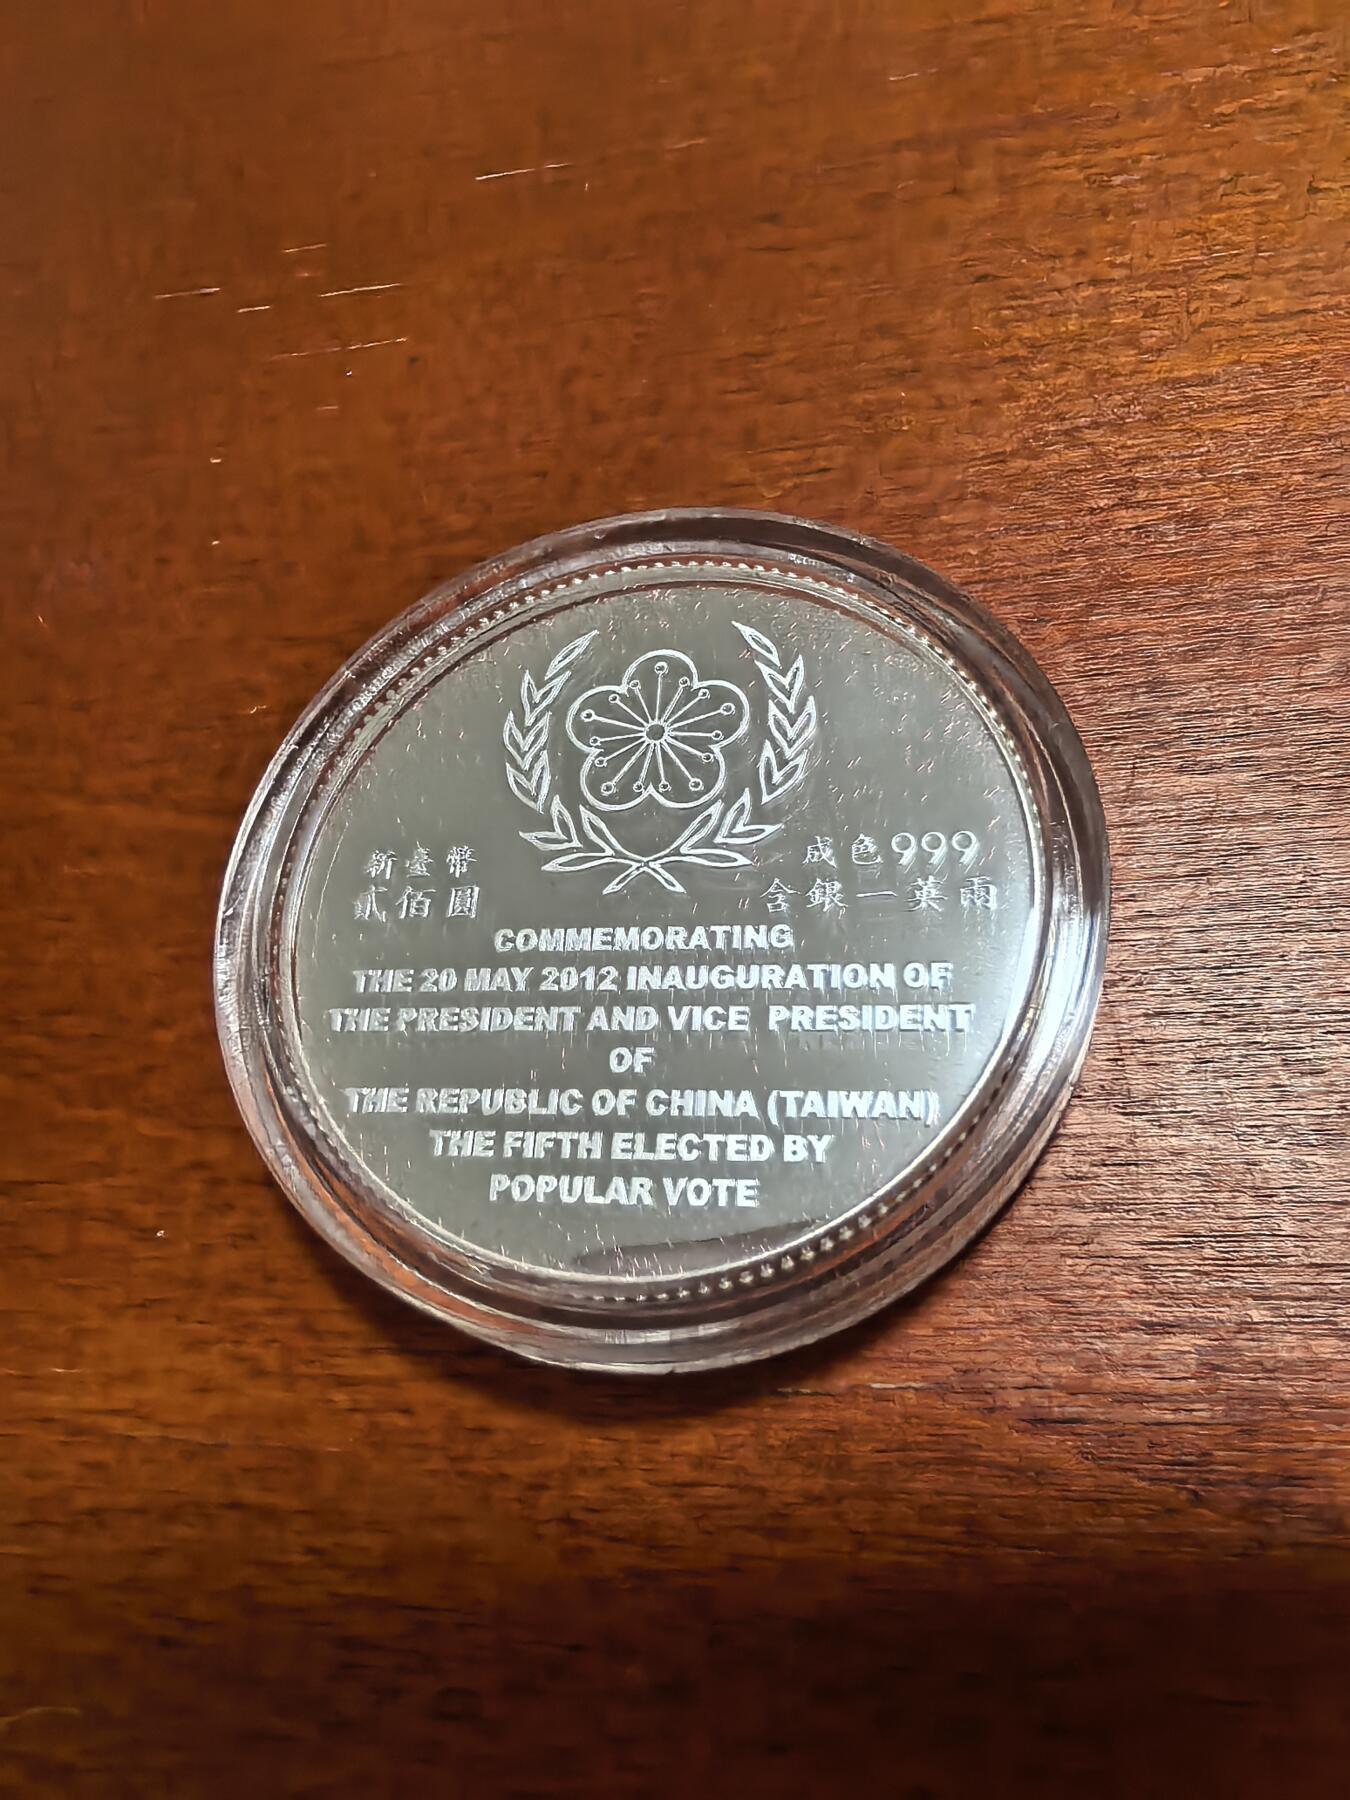 新臺幣
貳佰圓
成色999
含銀一英兩
COMMEMORATING
THE 20 MAY 2012 INAUGURATION OF
THE PRESIDENT AND VICE PRESIDENT
OF
THE REPUBLIC OF CHINA (TAIWAN)
THE FIFTH ELECTED BY
POPULAR VOTE